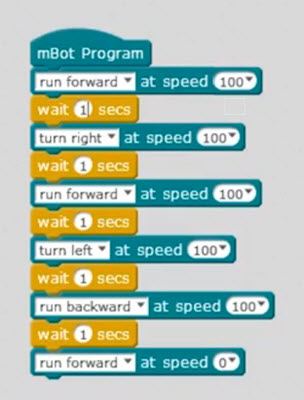 mBot Program
run forward at speed 100
wait 1 secs
turn right at speed 100
wait 1 secs
run forward at speed 100
wait 1 secs
turn left at speed 100
wait 1 secs
run backward at speed 100
wait 1 secs
run forward at speed 0